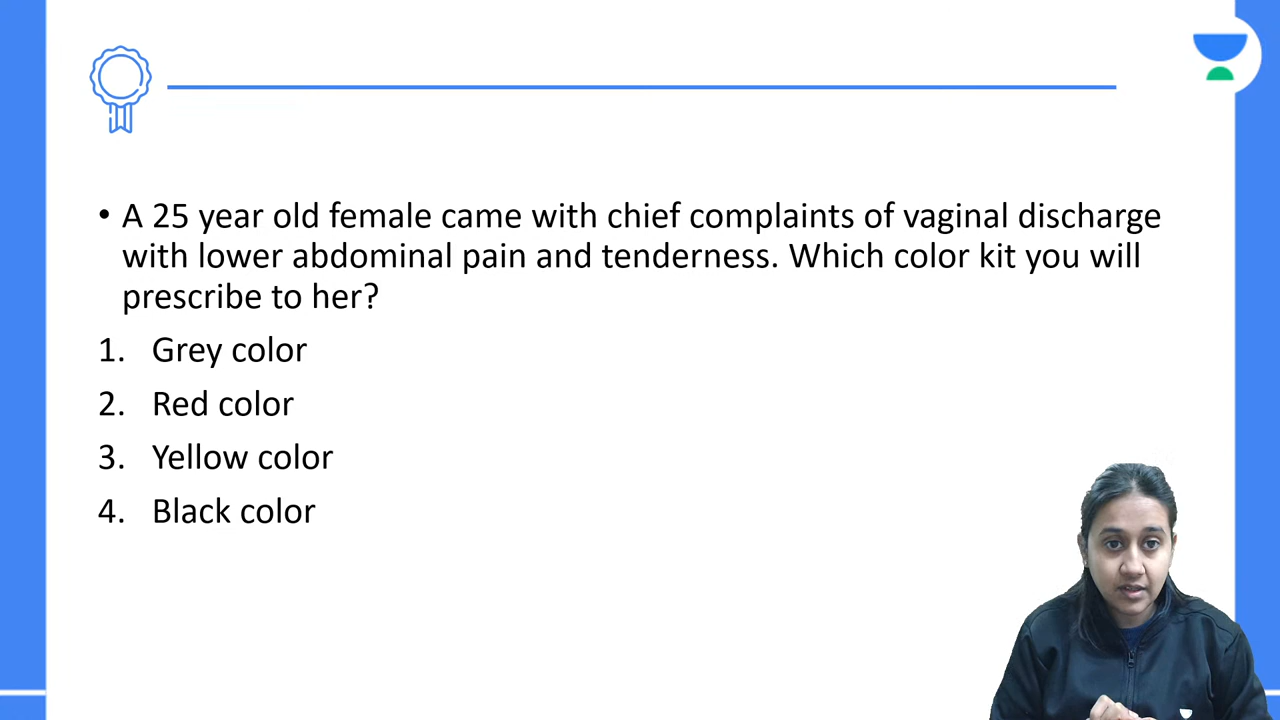 • A 25 year old female came with chief complaints of vaginal discharge
with lower abdominal pain and tenderness. Which color kit you will
prescribe to her?
1. Grey color
2. Red color
3. Yellow color
4. Black color